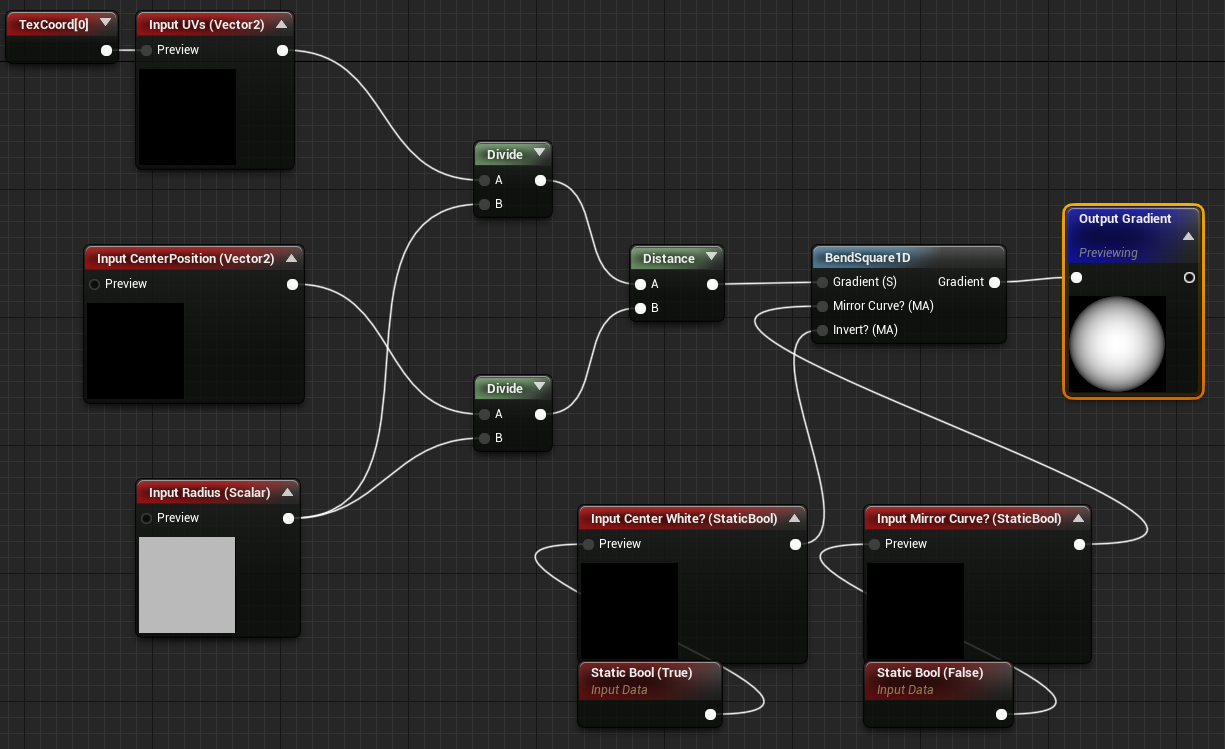 TexCoord[0]
Input UVs (Vector2)
Preview
Divide
A
B
Input CenterPosition (Vector2)
Preview
Distance
A
B
BendSquare1D
Gradient (S)
Gradient
Mirror Curve? (MA)
Invert? (MA)
Output Gradient
Previewing
Divide
A
B
Input Radius (Scalar)
Preview
Input Center White? (StaticBool)
Preview
Input Mirror Curve? (StaticBool)
Preview
Static Bool (True)
Input Data
Static Bool (False)
Input Data